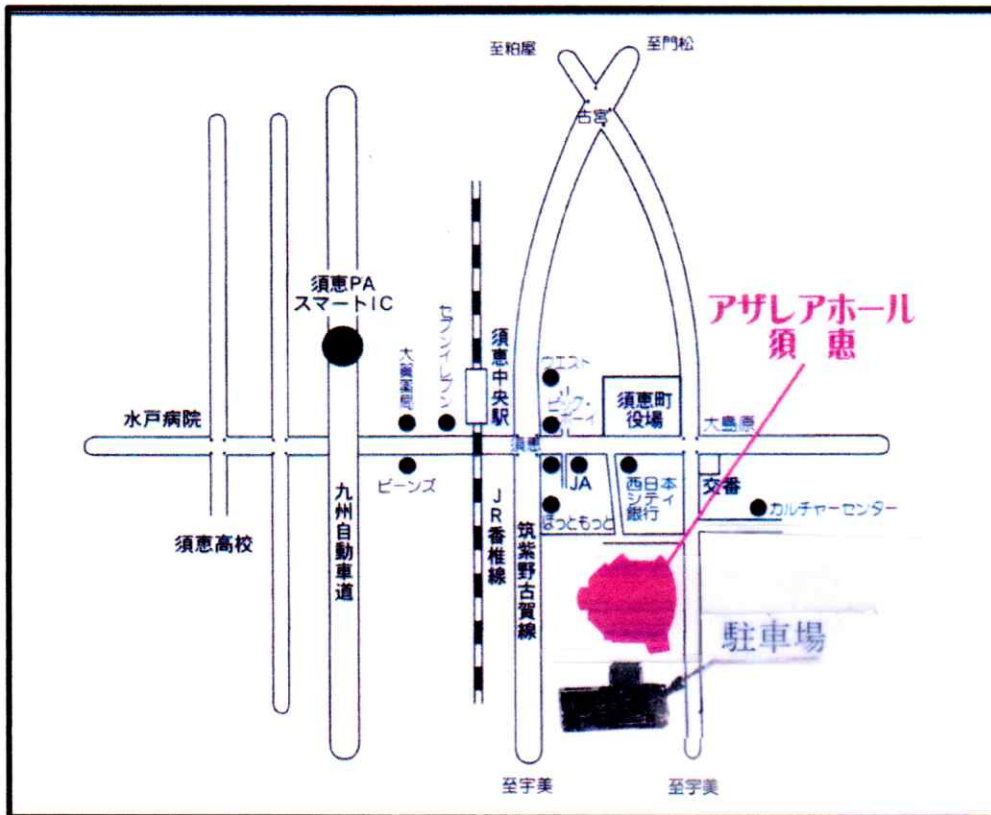 至粕屋
至門松
古宮
須恵PA
スマートIC
アザレアホール
須恵
大賀薬局
セブンイレブン
須恵中央駅
ウエスト
ビッグ・
ボーイ
須恵町
役場
水戸病院
須恵
大島原
ビーンズ
JA
西日本
シティ
銀行
交番
カルチャーセンター
ほっともっと
須恵高校
九州自動車道
JR香椎線
筑紫野古賀線
駐車場
至宇美
至宇美